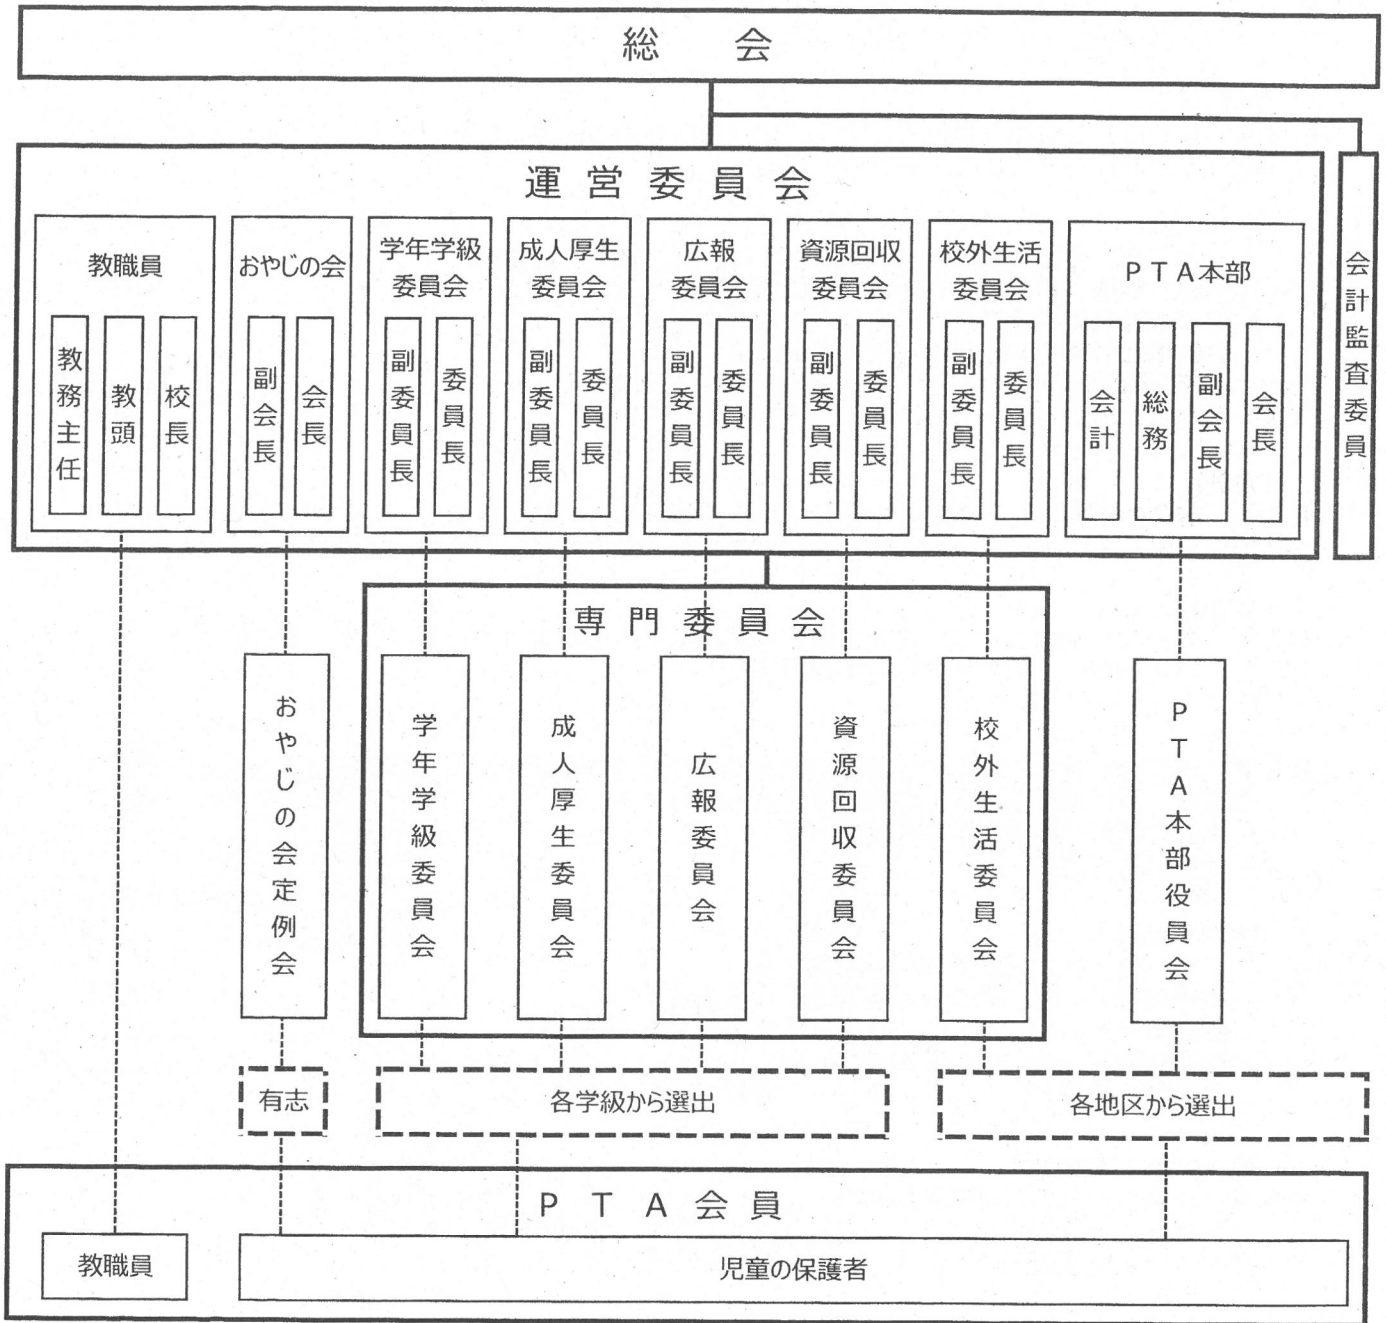 総 会
運営委員会
教職員
教務主任
教頭
校長
おやじの会
副会長
会長
学年学級
委員会
副委員長
委員長
成人厚生
委員会
副委員長
委員長
広報
委員会
副委員長
委員長
資源回収
委員会
副委員長
委員長
校外生活
委員会
副委員長
委員長
PTA本部
会計
総務
副会長
会長
会計監査委員
専門委員会
おやじの会定例会
学年学級委員会
成人厚生委員会
広報委員会
資源回収委員会
校外生活委員会
PTA本部役員会
有志
各学級から選出
各地区から選出
PTA会員
教職員
児童の保護者